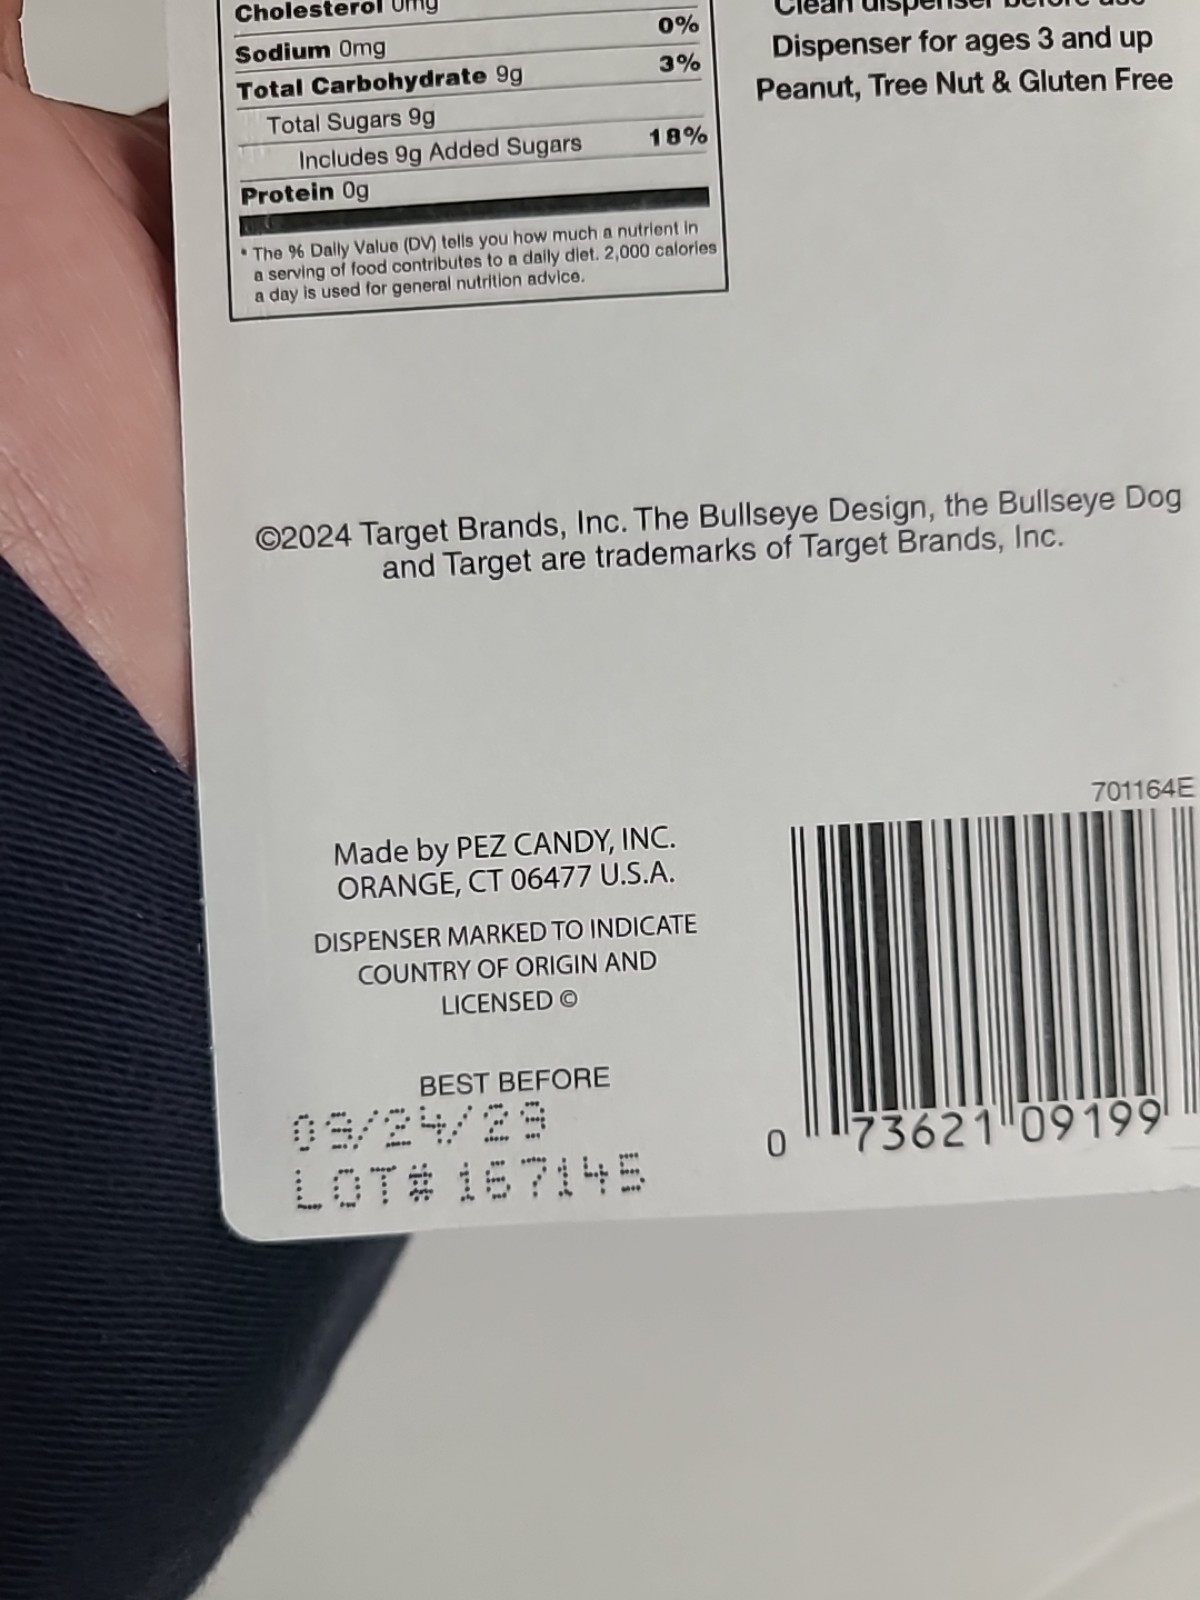 Cholesterol 0mg
0%
Sodium 0mg
3%
Total Carbohydrate 9g
Total Sugars 9g
Includes 9g Added Sugars 18%
Protein 0g
* The % Daily Value (DV) tells you how much a nutrient in
a serving of food contributes to a daily diet. 2,000 calories
a day is used for general nutrition advice.
Clean dispenser before use
Dispenser for ages 3 and up
Peanut, Tree Nut & Gluten Free
©2024 Target Brands, Inc. The Bullseye Design, the Bullseye Dog
and Target are trademarks of Target Brands, Inc.
Made by PEZ CANDY, INC.
ORANGE, CT 06477 U.S.A.
DISPENSER MARKED TO INDICATE
COUNTRY OF ORIGIN AND
LICENSED ©
BEST BEFORE
09/24/29
LOT# 167145
701164E
0 73621 09199